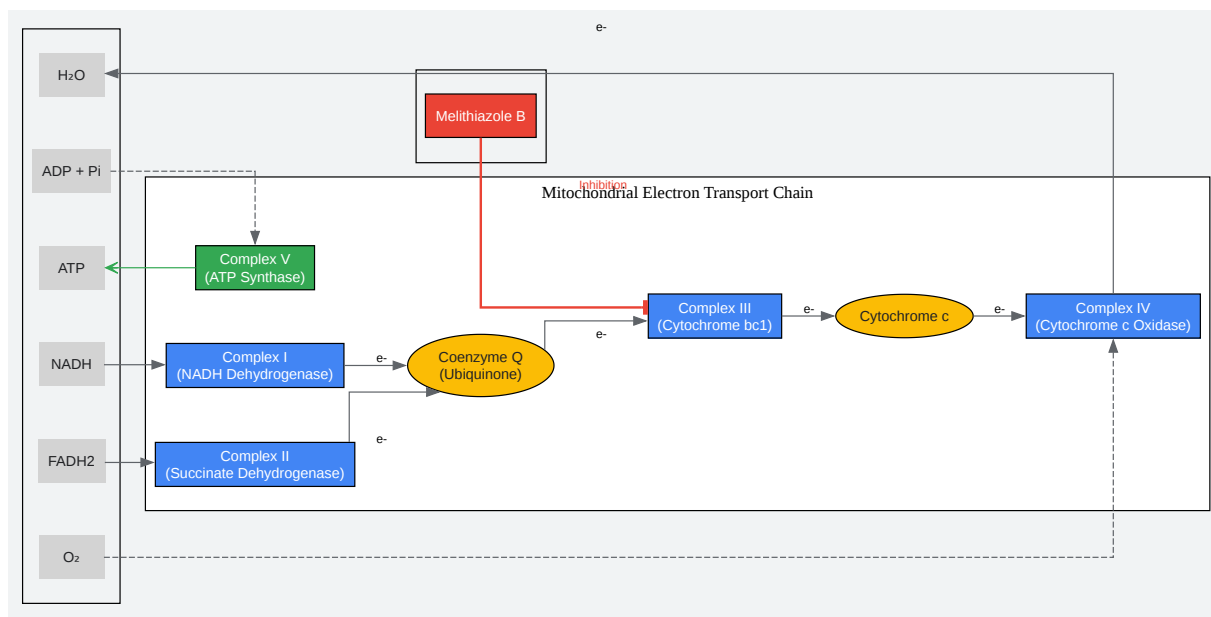 e-
H₂O
Melithiazole B
ADP + Pi
Inhibition
Mitochondrial Electron Transport Chain
ATP
Complex V
(ATP Synthase)
Complex III
(Cytochrome bc1)
e-
Cytochrome c
e-
Complex IV
(Cytochrome c Oxidase)
e-
NADH
Complex I
(NADH Dehydrogenase)
e-
Coenzyme Q
(Ubiquinone)
e-
FADH2
Complex II
(Succinate Dehydrogenase)
O₂